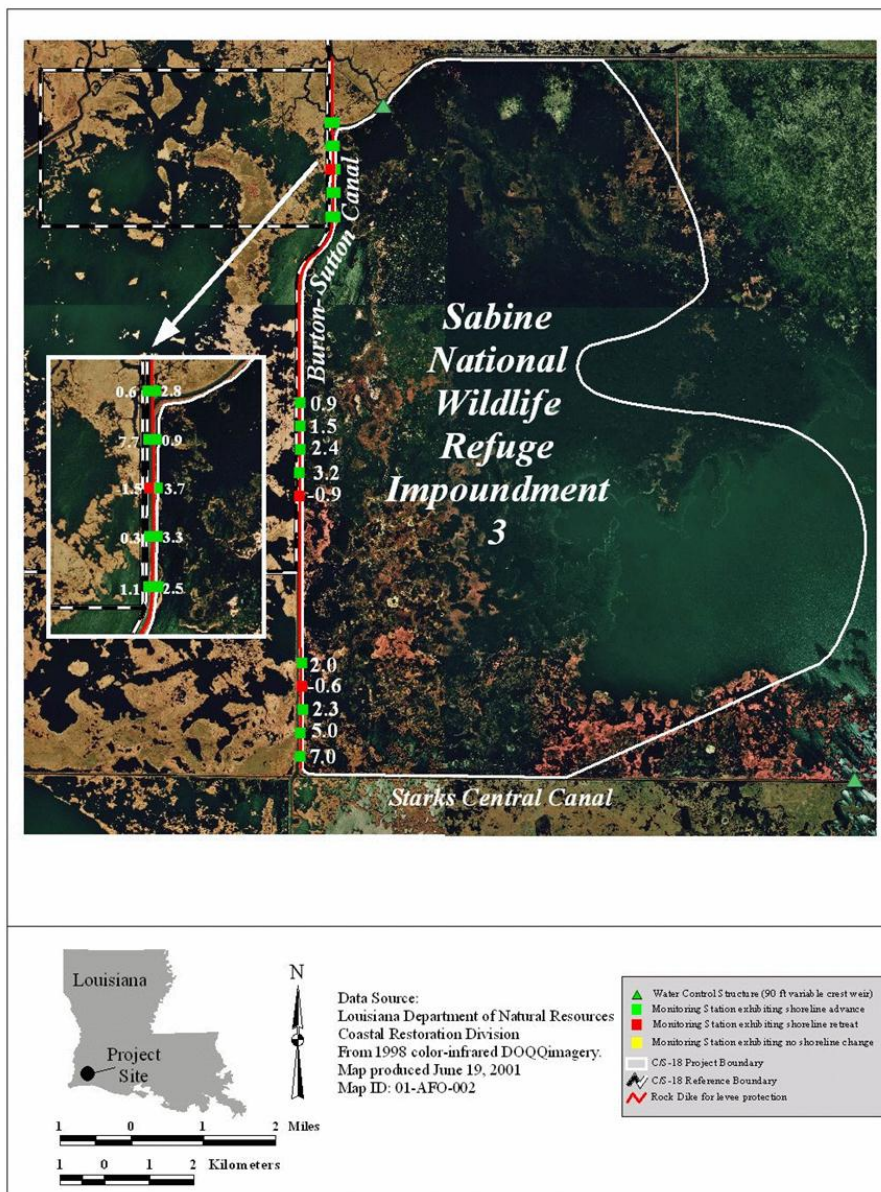 Burton-Sutton Canal
Sabine
National
Wildlife
Refuge
Impoundment
3
0.6 2.8
7.7 0.9
1.5 3.7
0.3 3.3
1.1 2.5
0.9
1.5
2.4
3.2
-0.9
2.0
-0.6
2.3
5.0
7.0
Starks Central Canal
Louisiana
Project
Site
1 0 1 2 Miles
1 0 1 2
Kilometers
N
Data Source:
Louisiana Department of Natural Resources
Coastal Restoration Division
From 1998 color-infrared DOQQimagery.
Map produced June 19, 2001
Map ID: 01-AFO-002
Water Control Structure (90 ft variable crest weir)
Monitoring Station exhibiting shoreline advance
Monitoring Station exhibiting shoreline retreat
Monitoring Station exhibiting no shoreline change
C/S-18 Project Boundary
C/S-18 Reference Boundary
Rock Dike for levee protection